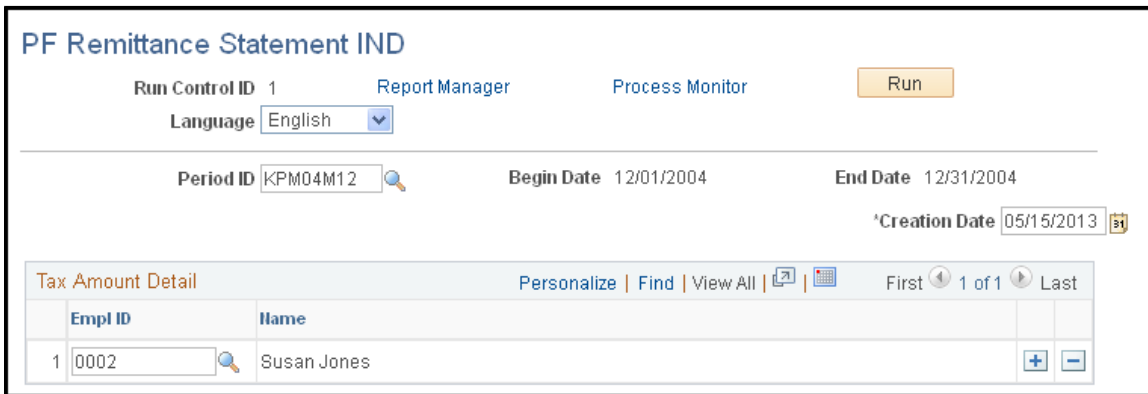 PF Remittance Statement IND
Run Control ID 1 Report Manager Process Monitor Run
Language English
Period ID KPM04M12 Begin Date 12/01/2004 End Date 12/31/2004
*Creation Date 05/15/2013 31
Tax Amount Detail Personalize | Find | View All | | First 1 of 1 Last
Empl ID Name
1 0002 Susan Jones + -